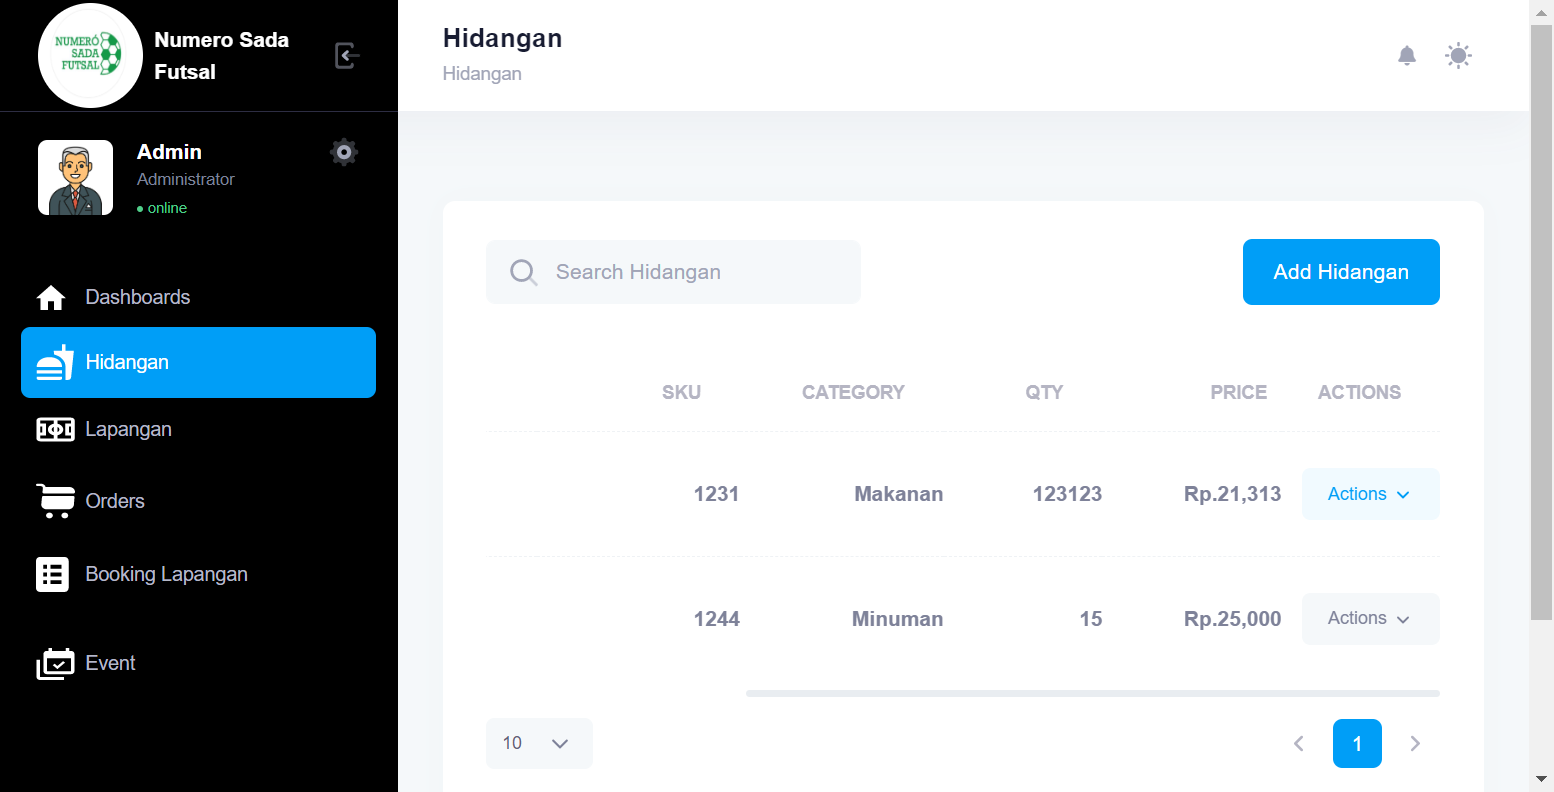 NUMERÓ
SADA
FUTSAL
Numero Sada
Futsal
Admin
Administrator
online
Dashboards
Hidangan
Lapangan
Orders
Booking Lapangan
Event
Hidangan
Hidangan
Search Hidangan
Add Hidangan
SKU CATEGORY QTY PRICE ACTIONS
1231 Makanan 123123 Rp.21,313 Actions
1244 Minuman 15 Rp.25,000 Actions
10
1